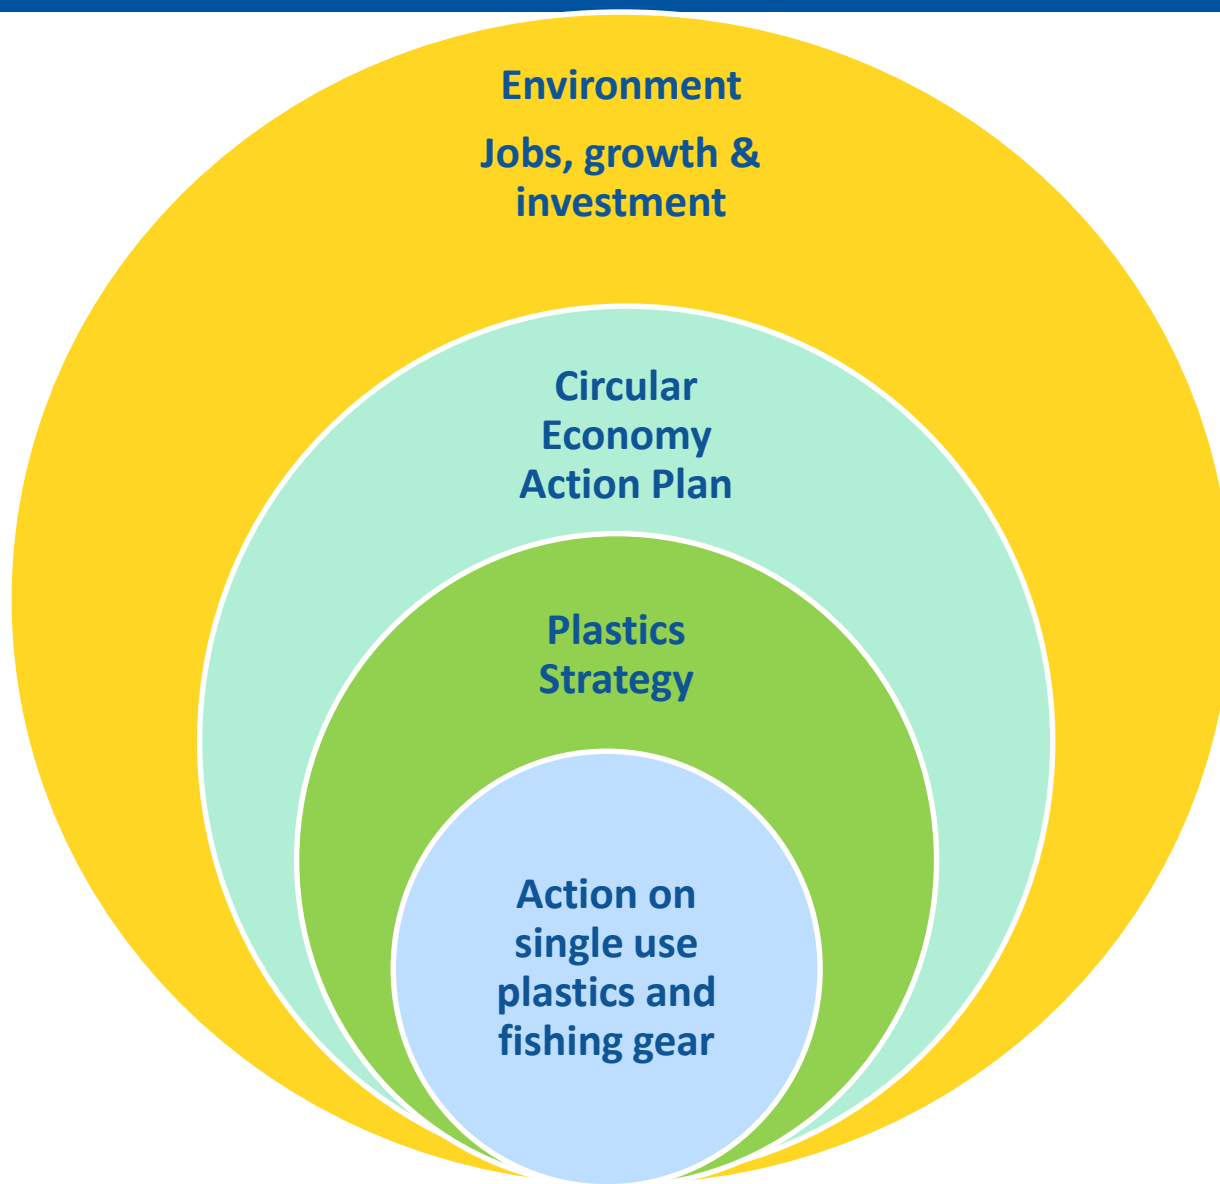 Environment
Jobs, growth &
investment
Circular
Economy
Action Plan
Plastics
Strategy
Action on
single use
plastics and
fishing gear